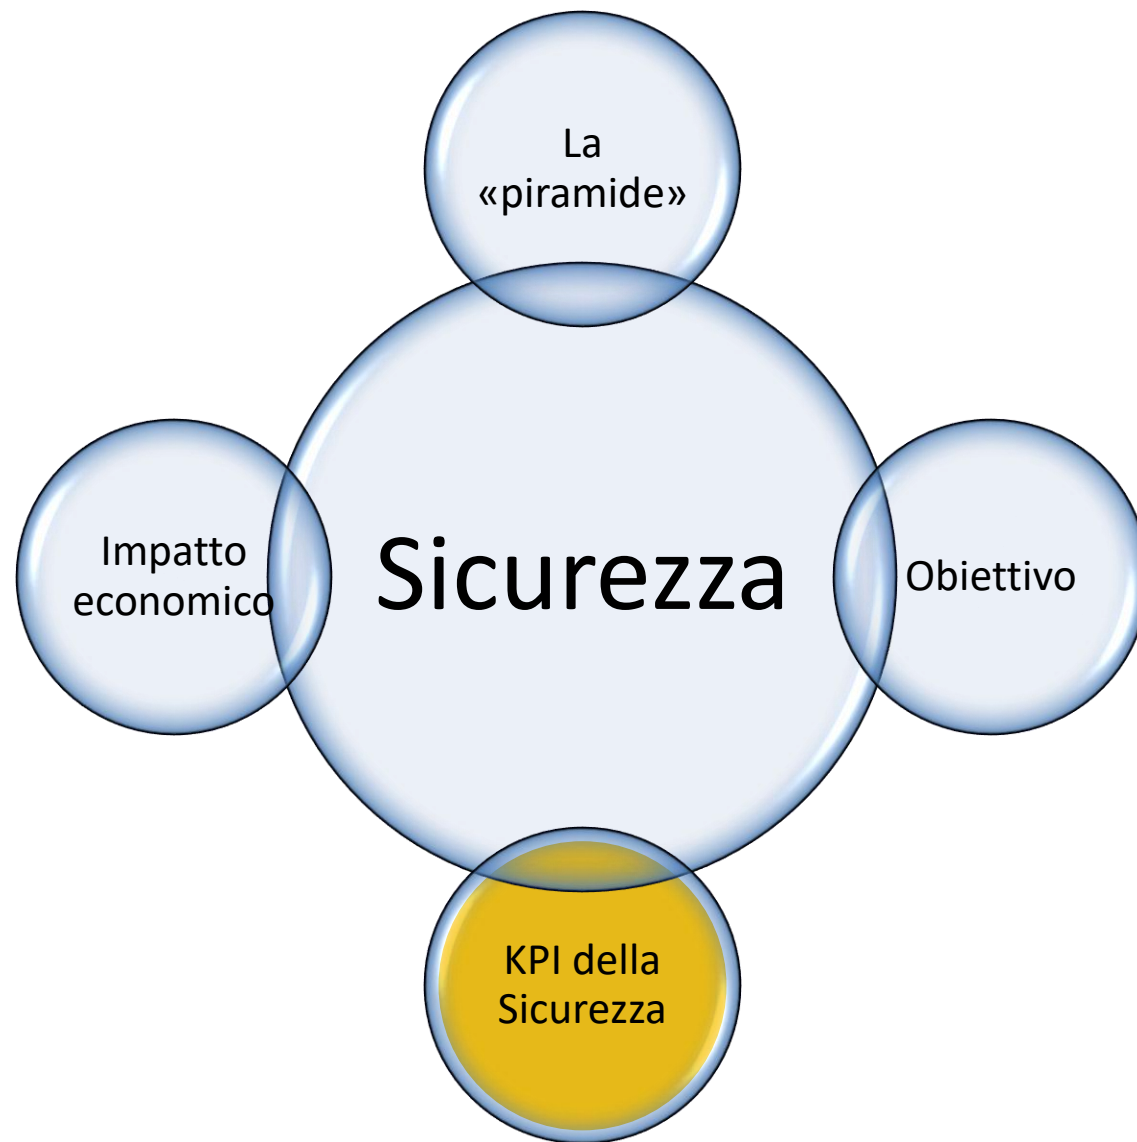 La
«piramide»
Impatto
economico
Sicurezza
Obiettivo
KPI della
Sicurezza